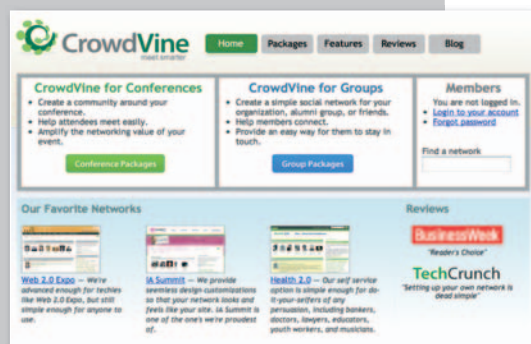 CrowdVine
meet smarter
Home Packages Features Reviews Blog
CrowdVine for Conferences
• Create a community around your
conference.
• Help attendees meet easily.
• Amplify the networking value of your
event.
Conference Packages
CrowdVine for Groups
• Create a simple social network for your
organization, alumni group, or friends.
• Help members connect.
• Provide an easy way for them to stay in
touch.
Group Packages
Members
You are not logged in.
• Login to your account
• Forgot password
Find a network
Our Favorite Networks
Web 2.0 Expo — We're
advanced enough for techies
like Web 2.0 Expo, but still
simple enough for anyone to
use.
IA Summit — We provide
seemless design customizations
so that your network looks and
feels like your site. IA Summit is
one of the one's we're proudest
of.
Health 2.0 — Our self service
option is simple enough for do-
it-your-selfers of any
persuasion, including bankers,
doctors, lawyers, educators,
youth workers, and musicians.
Reviews
BusinessWeek
"Reader's Choice"
TechCrunch
"Setting up your own network is
dead simple"